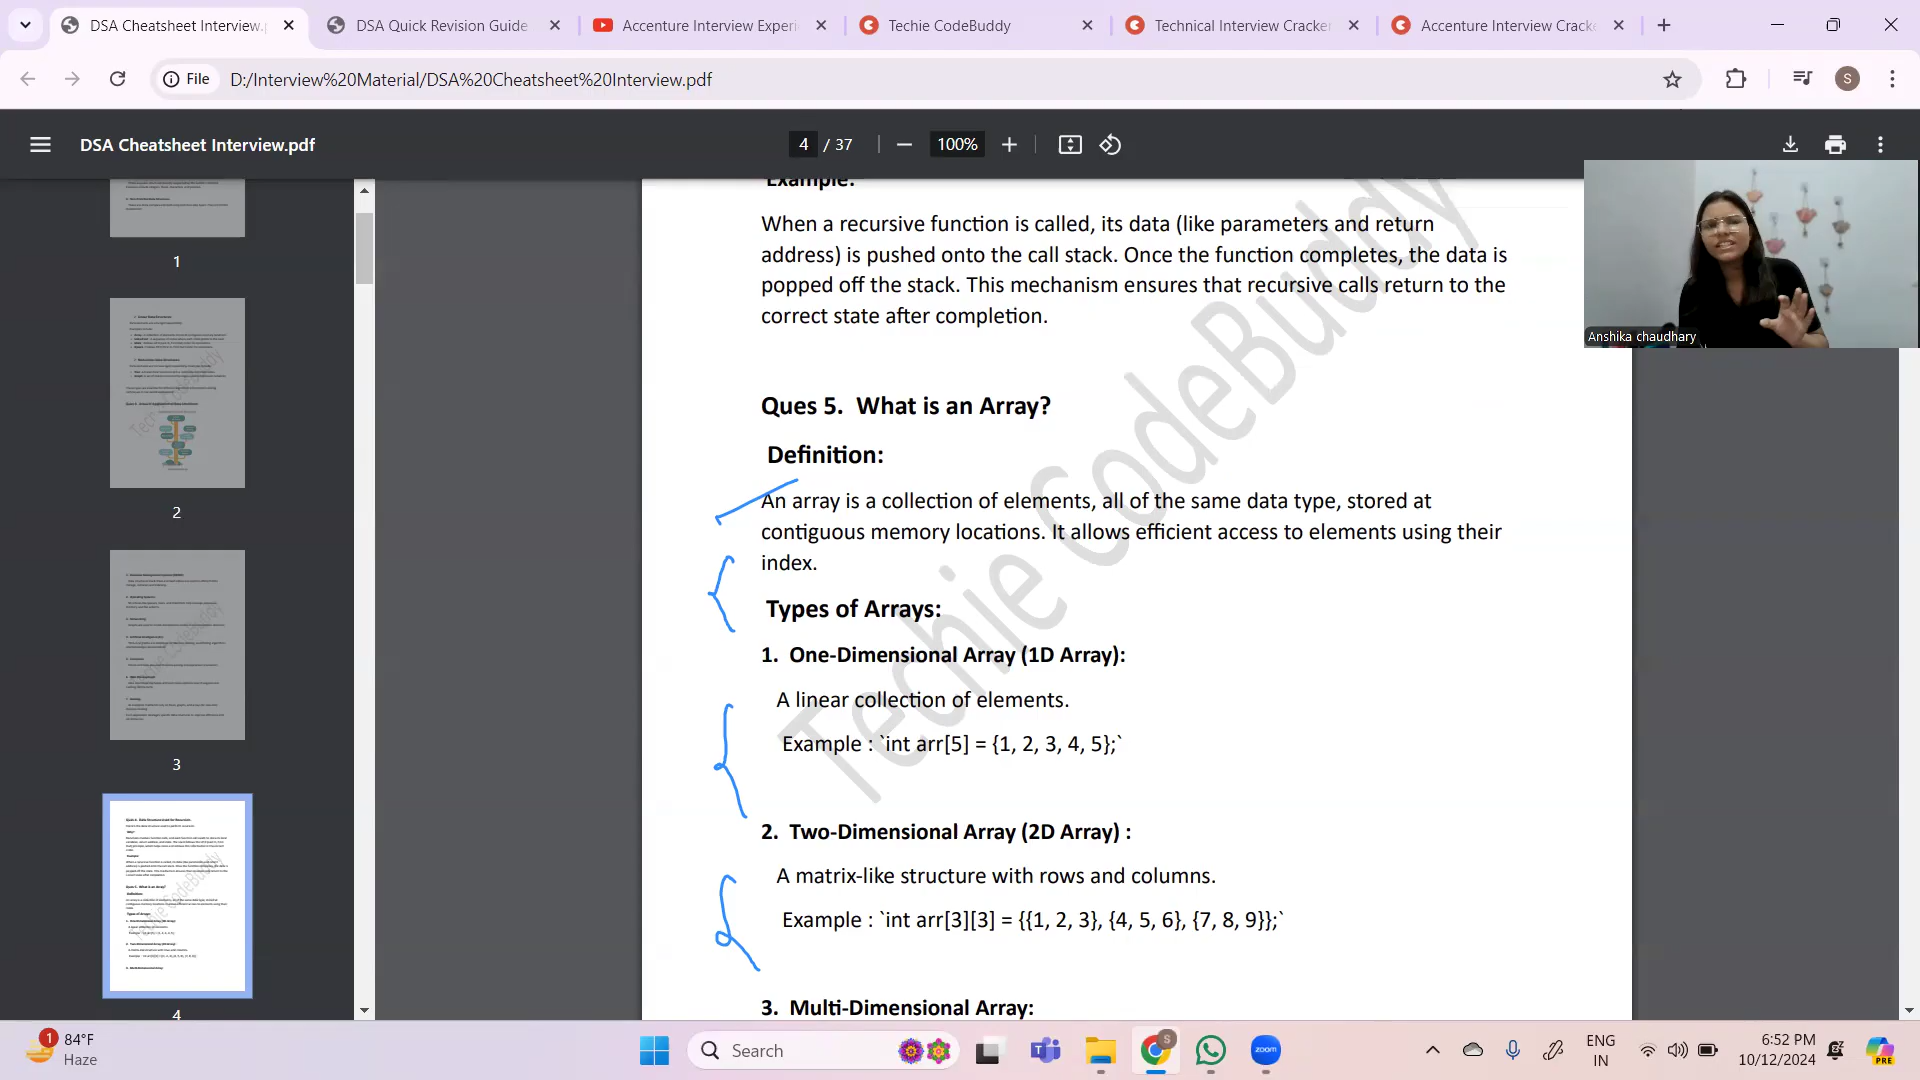 DSA Cheatsheet Interview.p
DSA Quick Revision Guide
Accenture Interview Experi
Techie CodeBuddy
Technical Interview Cracker
Accenture Interview Cracke
File
D:/Interview%20Material/DSA%20Cheatsheet%20Interview.pdf
S
DSA Cheatsheet Interview.pdf
4 / 37
100%
1
2
3
4
Example:
When a recursive function is called, its data (like parameters and return
address) is pushed onto the call stack. Once the function completes, the data is
popped off the stack. This mechanism ensures that recursive calls return to the
correct state after completion.
Ques 5. What is an Array?
Definition:
An array is a collection of elements, all of the same data type, stored at
contiguous memory locations. It allows efficient access to elements using their
index.
Types of Arrays:
1. One-Dimensional Array (1D Array):
A linear collection of elements.
Example : `int arr[5] = {1, 2, 3, 4, 5};`
2. Two-Dimensional Array (2D Array) :
A matrix-like structure with rows and columns.
Example : `int arr[3][3] = {{1, 2, 3}, {4, 5, 6}, {7, 8, 9}};`
3. Multi-Dimensional Array:
Techie CodeBuddy
Anshika chaudhary
1
84°F
Haze
Search
S
zoom
ENG
IN
6:52 PM
10/12/2024
PRE